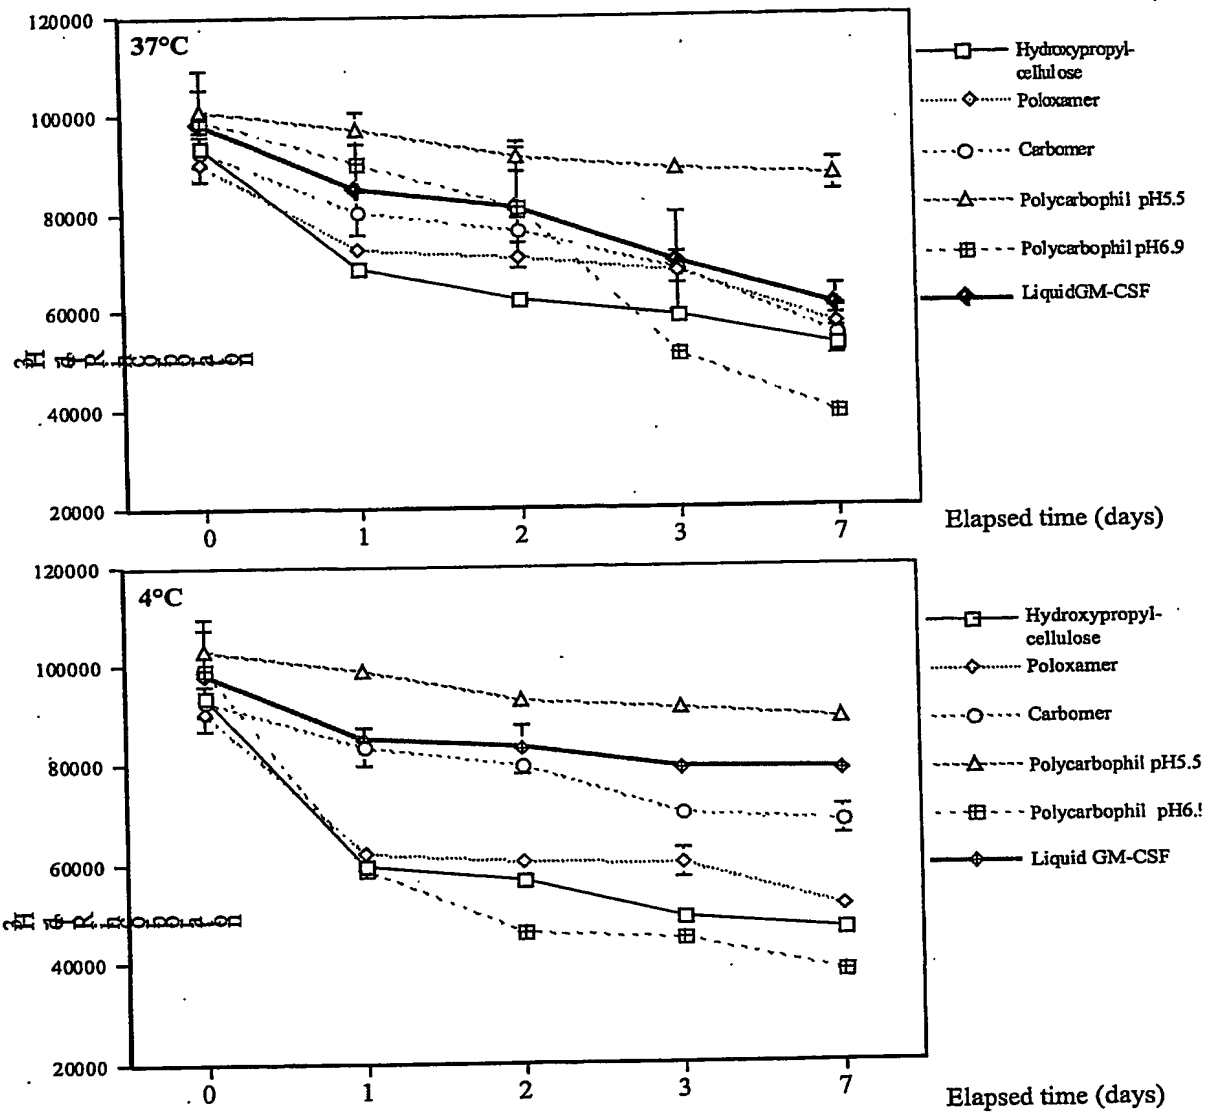 120000
37°C
100000
80000
60000
40000
20000
0 1 2 3 7
Elapsed time (days)
Hydroxypropyl-
cellulose
Poloxamer
Carbomer
Polycarbophil pH5.5
Polycarbophil pH6.9
LiquidGM-CSF
120000
4°C
100000
80000
60000
40000
20000
0 1 2 3 7
Elapsed time (days)
Hydroxypropyl-
cellulose
Poloxamer
Carbomer
Polycarbophil pH5.5
Polycarbophil pH6.
Liquid GM-CSF